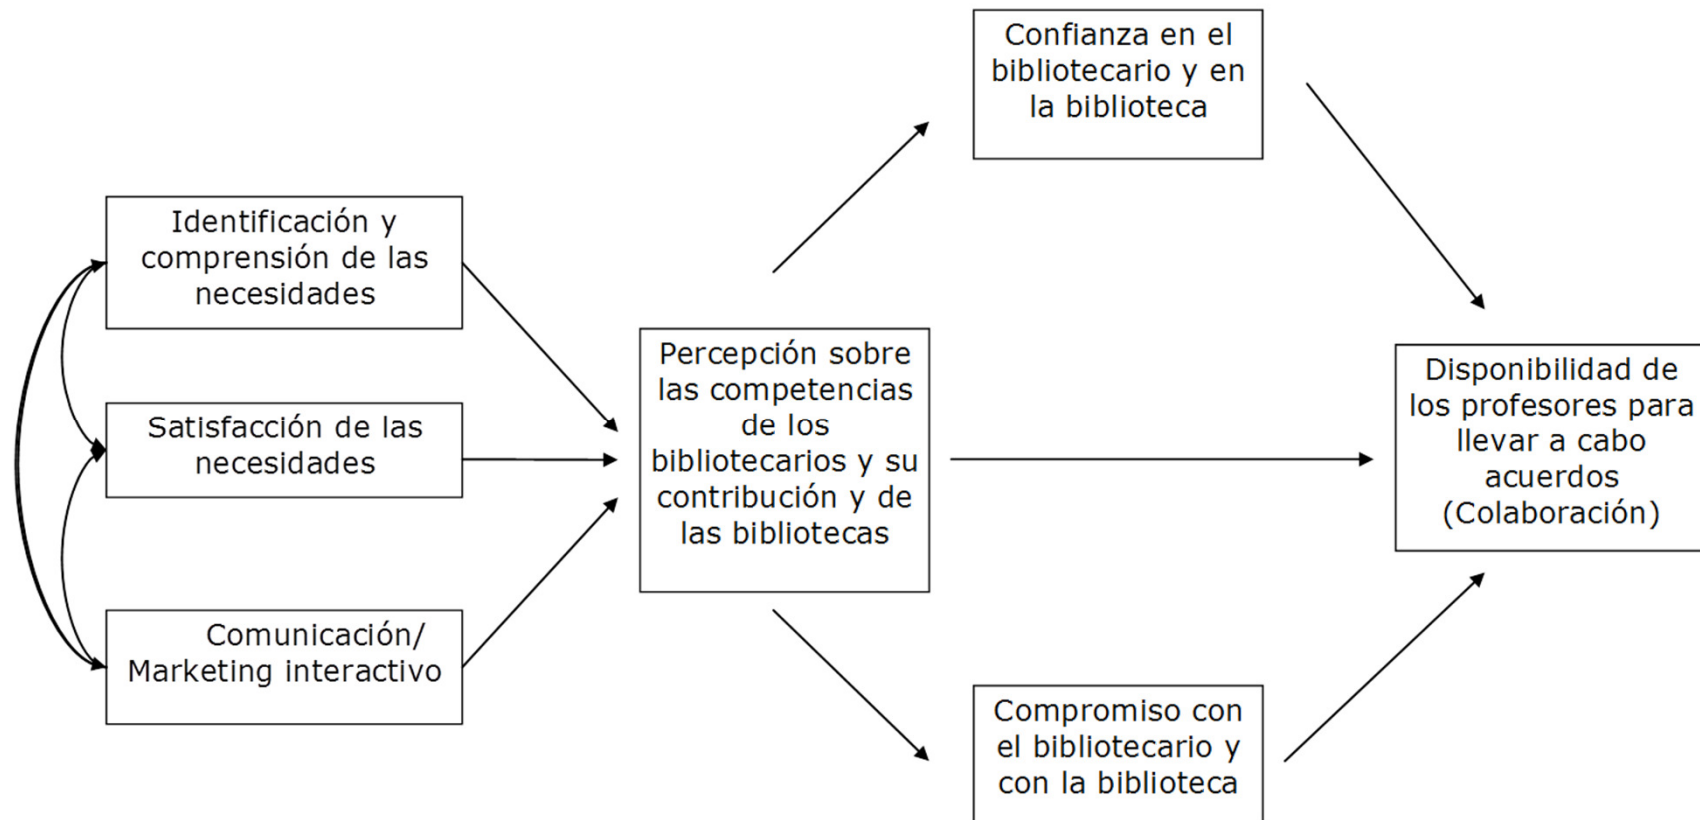 Confianza en el
bibliotecario y en
la biblioteca
Identificación y
comprensión de las
necesidades
Satisfacción de las
necesidades
Comunicación/
Marketing interactivo
Percepción sobre
las competencias
de los
bibliotecarios y su
contribución y de
las bibliotecas
Compromiso con
el bibliotecario y
con la biblioteca
Disponibilidad de
los profesores para
llevar a cabo
acuerdos
(Colaboración)